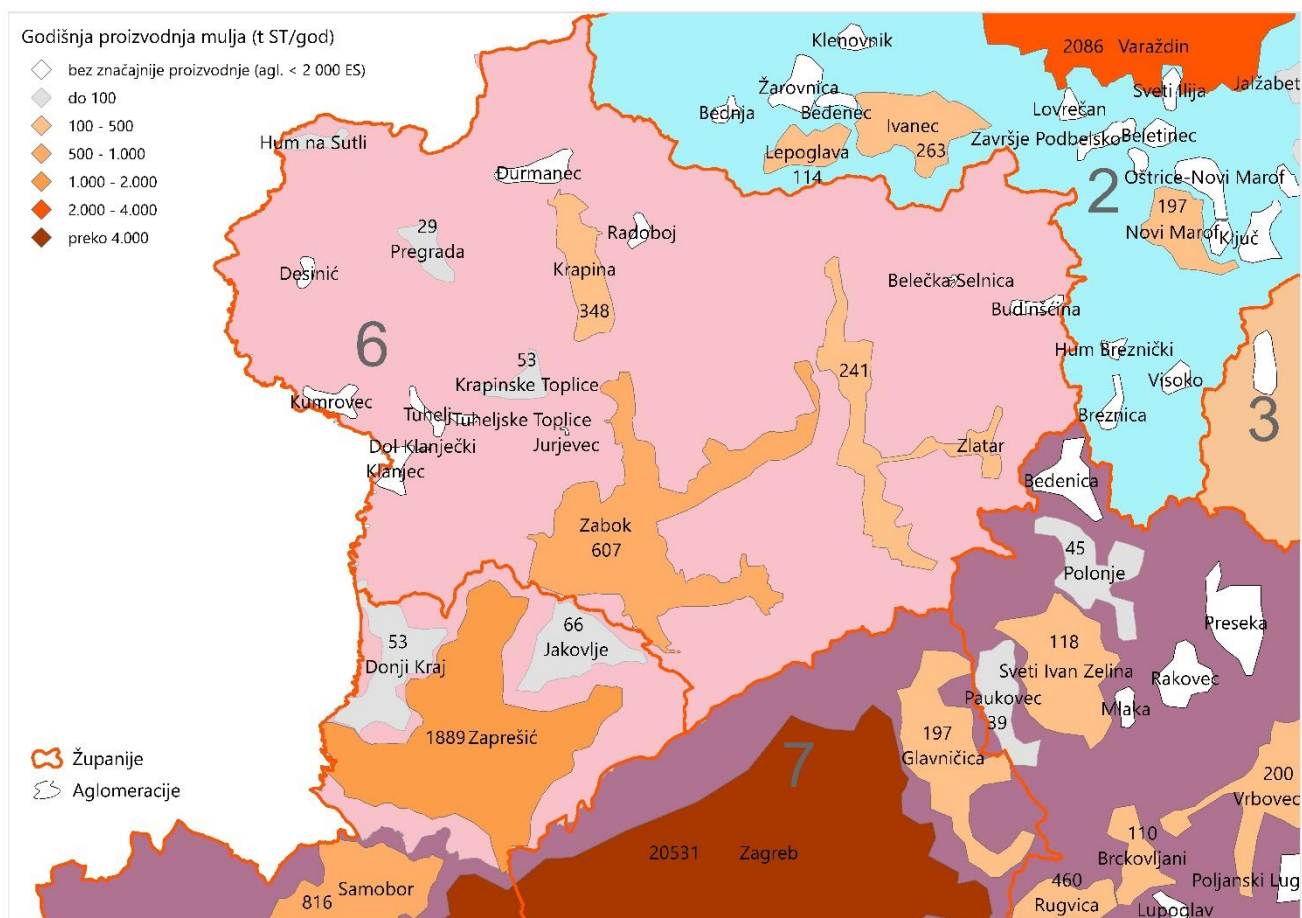 Godišnja proizvodnja mulja (t ST/god)
bez značajnije proizvodnje (agl. < 2 000 ES)
do 100
100 - 500
500 - 1.000
1.000 - 2.000
2.000 - 4.000
preko 4.000
Klenovnik
2086 Varaždin
Žarovnica
Bednja
Bedenec
Ivanec
263
Lepoglava
114
Lovrečan
Sveti Ilija
Jalžabet
Završje Podbelsko
Beletinec
2
Oštrice-Novi Marof
197
Novi Marof
Ključ
Hum na Sutli
Đurmanec
29
Pregrada
Radoboj
Krapina
348
Desinić
Belečka Selnica
Budinšćina
6
Hum Breznički
Visoko
Breznica
3
53
Krapinske Toplice
241
Kumrovec
Tuhelj
Tuheljske Toplice
Jurjevec
Dol Klanječki
Klanjec
Zlatar
Bedenica
Zabok
607
45
Polonje
Preseka
53
Donji Kraj
66
Jakovlje
118
Sveti Ivan Zelina
Rakovec
Paukovec
39
Mlaka
1889 Zaprešić
7
197
Glavničica
200
Vrbovec
Županije
Aglomeracije
110
Brckovljani
20531 Zagreb
Samobor
816
460
Rugvica
Poljanski Lug
Lupoglav